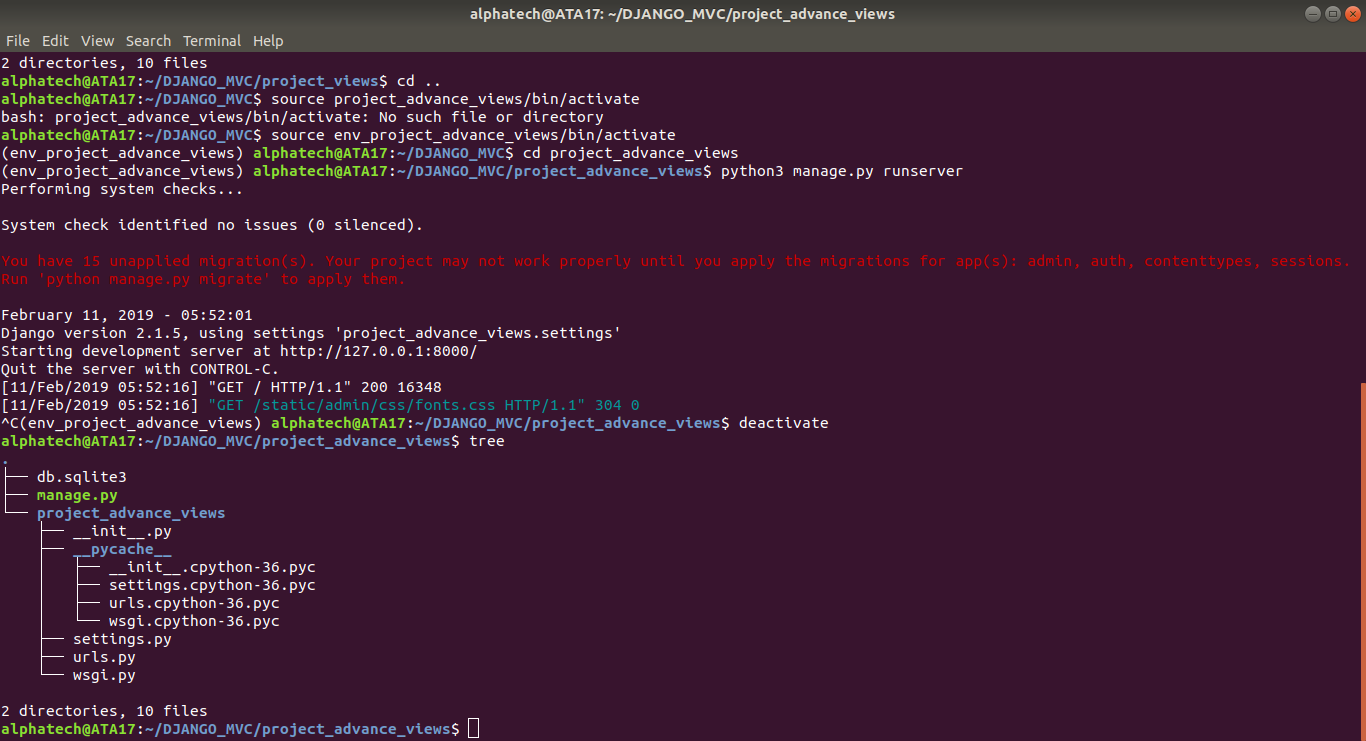 alphatech@ATA17: ~/DJANGO_MVC/project_advance_views
File Edit View Search Terminal Help
2 directories, 10 files
alphatech@ATA17:~/DJANGO_MVC/project_views$ cd ..
alphatech@ATA17:~/DJANGO_MVC$ source project_advance_views/bin/activate
bash: project_advance_views/bin/activate: No such file or directory
alphatech@ATA17:~/DJANGO_MVC$ source env_project_advance_views/bin/activate
(env_project_advance_views) alphatech@ATA17:~/DJANGO_MVC$ cd project_advance_views
(env_project_advance_views) alphatech@ATA17:~/DJANGO_MVC/project_advance_views$ python3 manage.py runserver
Performing system checks...
System check identified no issues (0 silenced).
You have 15 unapplied migration(s). Your project may not work properly until you apply the migrations for app(s): admin, auth, contenttypes, sessions.
Run 'python manage.py migrate' to apply them.
February 11, 2019 - 05:52:01
Django version 2.1.5, using settings 'project_advance_views.settings'
Starting development server at http://127.0.0.1:8000/
Quit the server with CONTROL-C.
[11/Feb/2019 05:52:16] "GET / HTTP/1.1" 200 16348
[11/Feb/2019 05:52:16] "GET /static/admin/css/fonts.css HTTP/1.1" 304 0
^C(env_project_advance_views) alphatech@ATA17:~/DJANGO_MVC/project_advance_views$ deactivate
alphatech@ATA17:~/DJANGO_MVC/project_advance_views$ tree
.
├── db.sqlite3
├── manage.py
└── project_advance_views
    ├── __init__.py
    ├── __pycache__
    │   ├── __init__.cpython-36.pyc
    │   ├── settings.cpython-36.pyc
    │   ├── urls.cpython-36.pyc
    │   └── wsgi.cpython-36.pyc
    ├── settings.py
    ├── urls.py
    └── wsgi.py
2 directories, 10 files
alphatech@ATA17:~/DJANGO_MVC/project_advance_views$